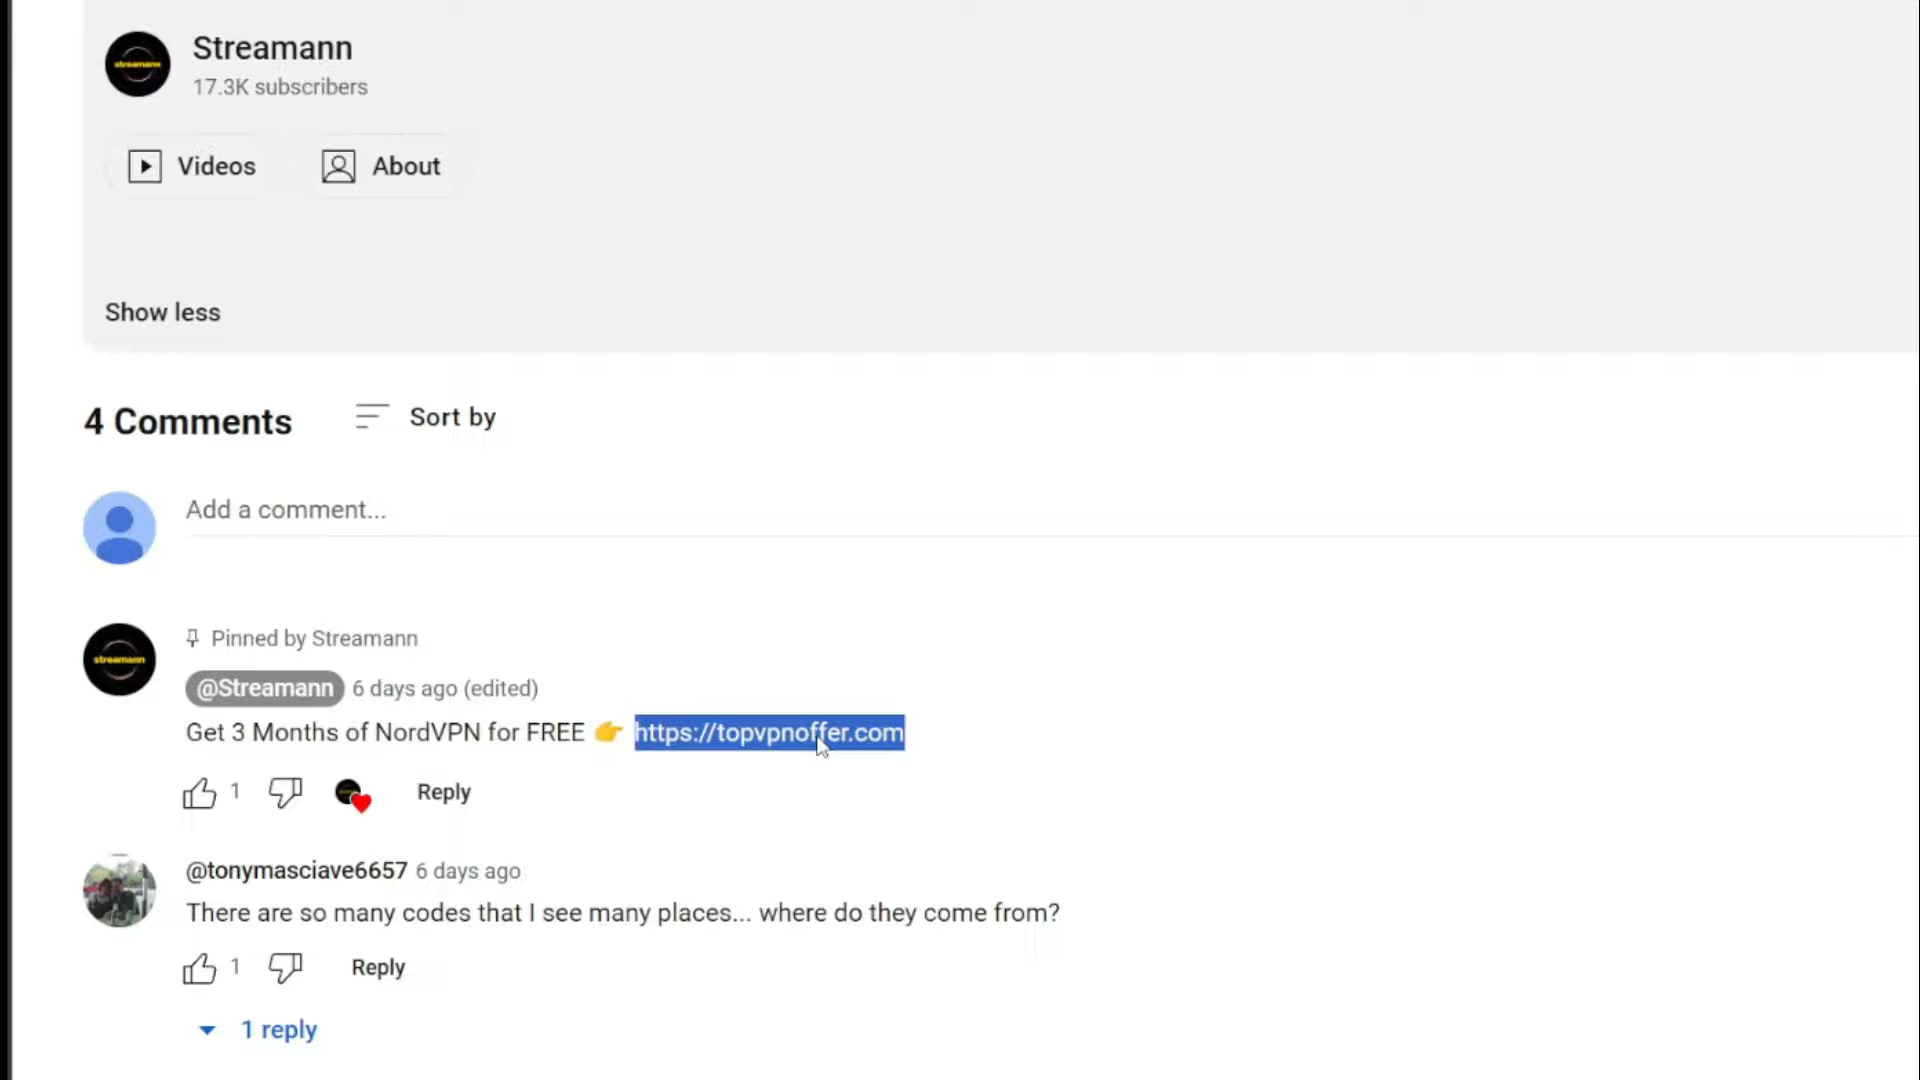 streamann
Streamann
17.3K subscribers
Videos
About
Show less
4 Comments
Sort by
Add a comment...
streamann
Pinned by Streamann
@Streamann 6 days ago (edited)
Get 3 Months of NordVPN for FREE 👉 https://topvpnoffer.com
1
Reply
@tonymasciave6657 6 days ago
There are so many codes that I see many places... where do they come from?
1
Reply
1 reply